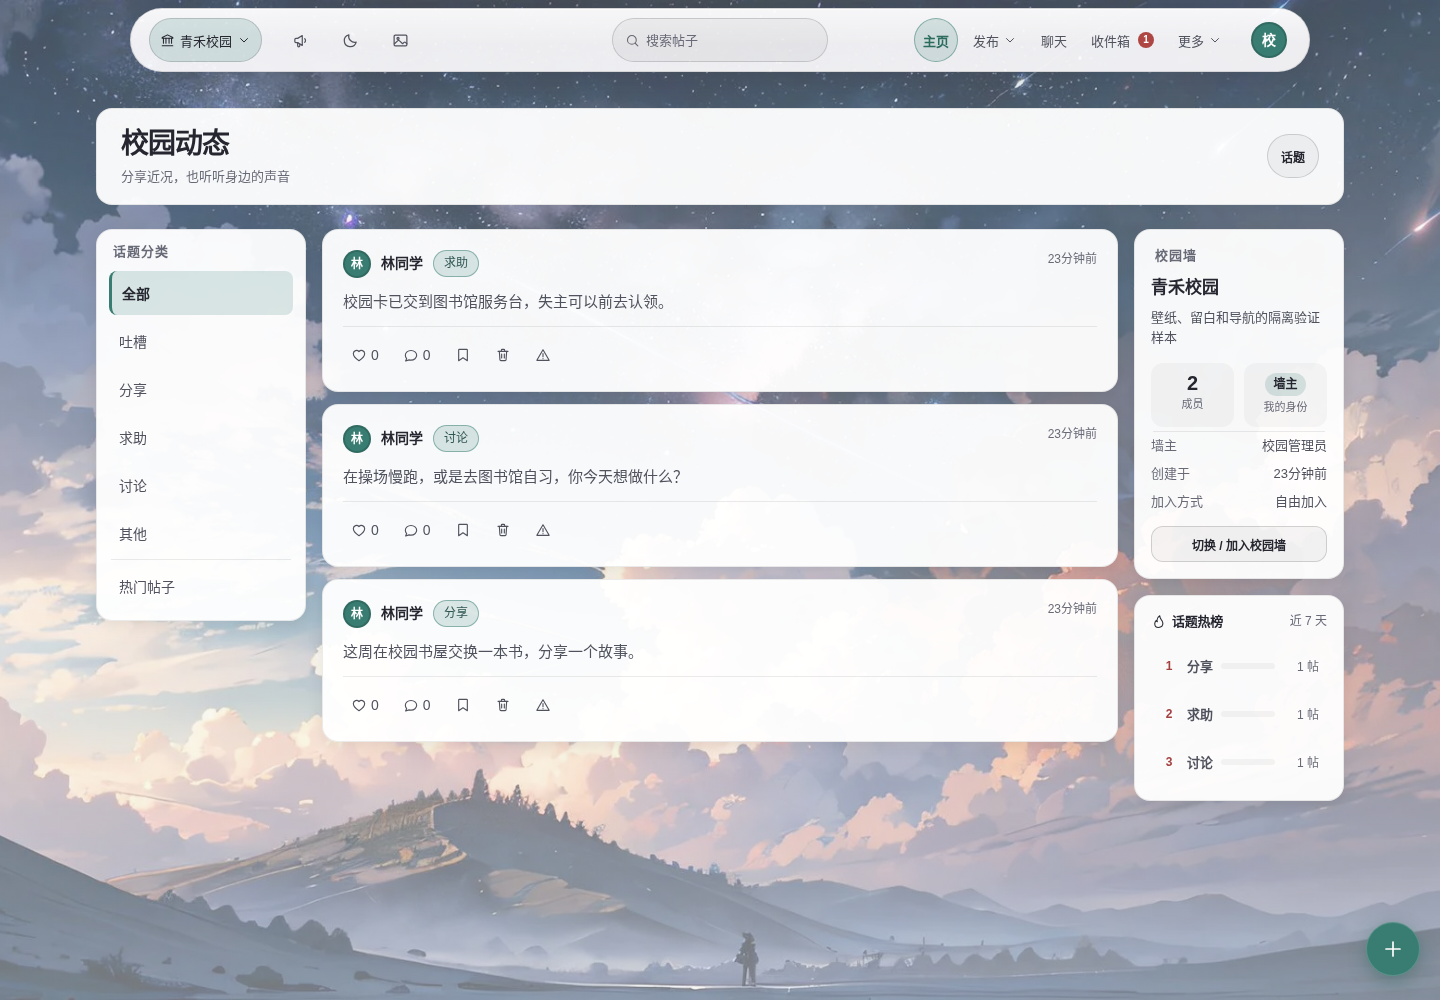 青禾校园
搜索帖子
主页 发布 聊天 收件箱 1 更多 校
校园动态
分享近况，也听听身边的声音
话题
话题分类
全部
吐槽
分享
求助
讨论
其他
热门帖子
林 林同学 求助 23分钟前
校园卡已交到图书馆服务台，失主可以前去认领。
0 0
林 林同学 讨论 23分钟前
在操场慢跑，或是去图书馆自习，你今天想做什么？
0 0
林 林同学 分享 23分钟前
这周在校园书屋交换一本书，分享一个故事。
0 0
校园墙
青禾校园
壁纸、留白和导航的隔离验证
样本
2 墙主
成员 我的身份
墙主 校园管理员
创建于 23分钟前
加入方式 自由加入
切换 / 加入校园墙
话题热榜 近 7 天
1 分享 1 帖
2 求助 1 帖
3 讨论 1 帖